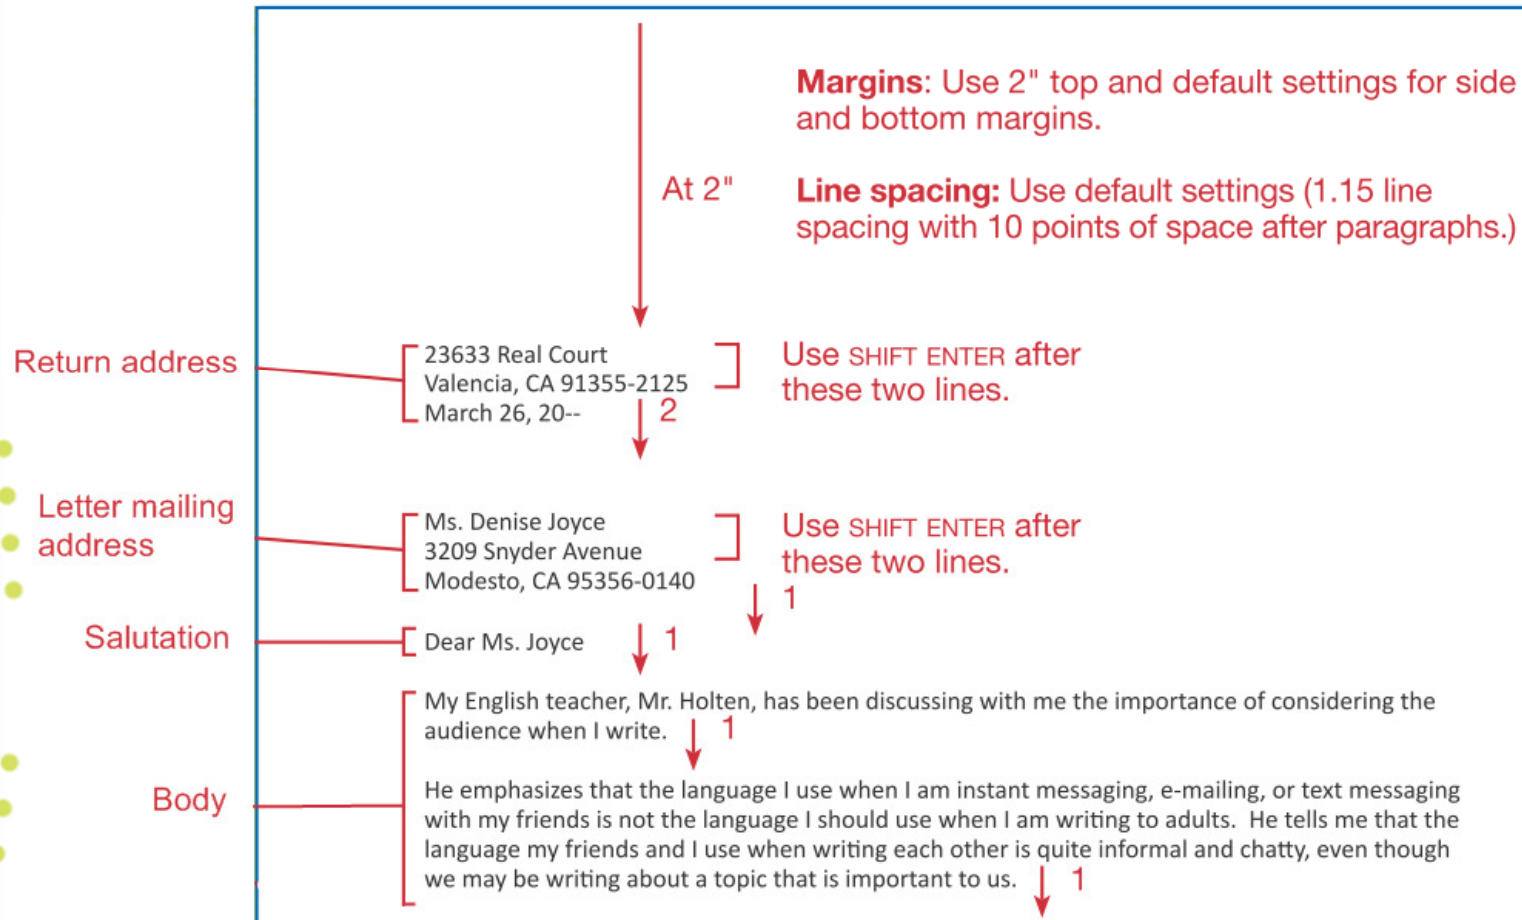 Margins: Use 2" top and default settings for side
and bottom margins.
At 2"
Line spacing: Use default settings (1.15 line
spacing with 10 points of space after paragraphs.)
Return address
23633 Real Court
Valencia, CA 91355-2125
March 26, 20--
2
Use SHIFT ENTER after
these two lines.
Letter mailing
address
Ms. Denise Joyce
3209 Snyder Avenue
Modesto, CA 95356-0140
Use SHIFT ENTER after
these two lines.
1
Salutation
Dear Ms. Joyce
1
Body
My English teacher, Mr. Holten, has been discussing with me the importance of considering the
audience when I write.
1
He emphasizes that the language I use when I am instant messaging, e-mailing, or text messaging
with my friends is not the language I should use when I am writing to adults.  He tells me that the
language my friends and I use when writing each other is quite informal and chatty, even though
we may be writing about a topic that is important to us.
1